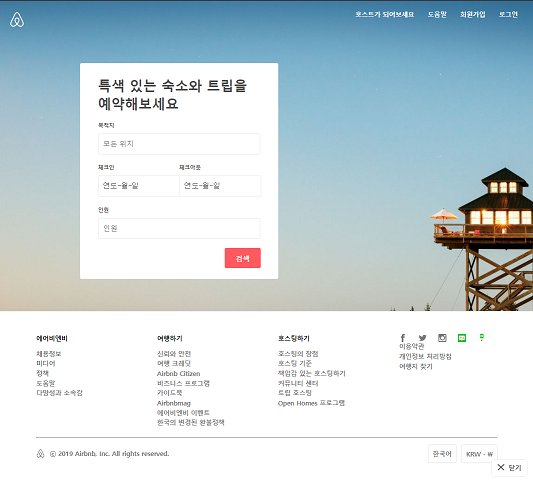 호스트가 되어보세요 도움말 회원가입 로그인
특색 있는 숙소와 트립을
예약해보세요
목적지
모든 위지
체크인 체크아웃
연도-월-일 연도-월-일
인원
인원
검색
에어비앤비
채용정보
미디어
정책
도움말
다양성과 소속감
여행하기
신뢰와 안전
여행 크레딧
Airbnb Citizen
비즈니스 프로그램
가이드북
Airbnbmag
에어비앤비 이벤트
한국의 변경된 환불정책
호스팅하기
호스팅의 장점
호스팅 기준
책임감 있는 호스팅하기
커뮤니티 센터
트립 호스팅
Open Homes 프로그램
이용약관
개인정보 처리방침
여행지 찾기
© 2019 Airbnb, Inc. All rights reserved.
한국어 KRW - ₩
닫기